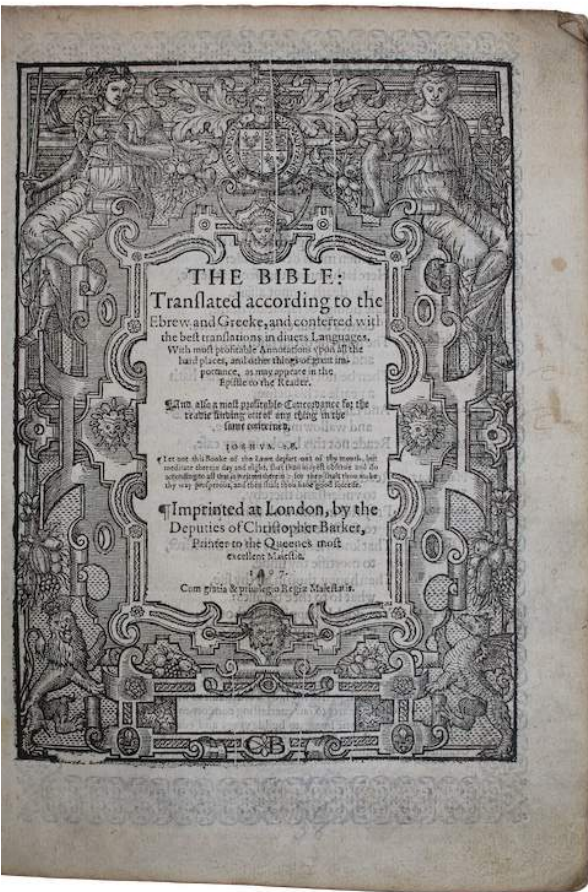 THE BIBLE:
Tranſlated according to the
Ebrew and Greeke, and conferred with
the beſt tranſlations in diuers Languages.
With moſt profitable Annotations vpon all the
hard places, and other things of great im-
portance, as may appeare in the
Epiſtle to the Reader.
¶And alſo a moſt profitable Concordance for the
readie finding out of any thing in the
ſame conteined.
IOSHVA. 1.8.
¶ Let not this Booke of the Lawe depart out of thy mouth, but
meditate therein day and night, that thou mayeſt obſerue and do
according to all that is written therein : for then ſhalt thou make
thy way proſperous, and then ſhalt thou haue good ſucceſſe.
¶Imprinted at London, by the
Deputies of Chriſtopher Barker,
Printer to the Queenes moſt
excellent Maieſtie.
Cum gratia & priuilegio Regiæ Maieſtatis.
CB